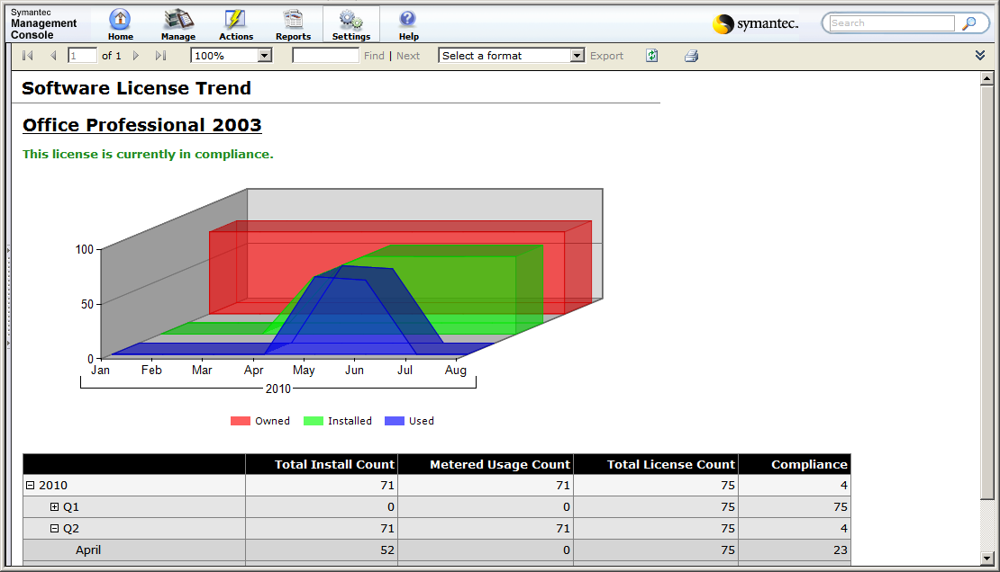 Symantec
Management
Console
Home Manage Actions Reports Settings Help
symantec.
Search
1 of 1 100% Find | Next Select a format Export
Software License Trend
Office Professional 2003
This license is currently in compliance.
100
50
0
Jan Feb Mar Apr May Jun Jul Aug
2010
Owned Installed Used
Total Install Count Metered Usage Count Total License Count Compliance
2010 71 71 75 4
Q1 0 0 75 75
Q2 71 71 75 4
April 52 0 75 23